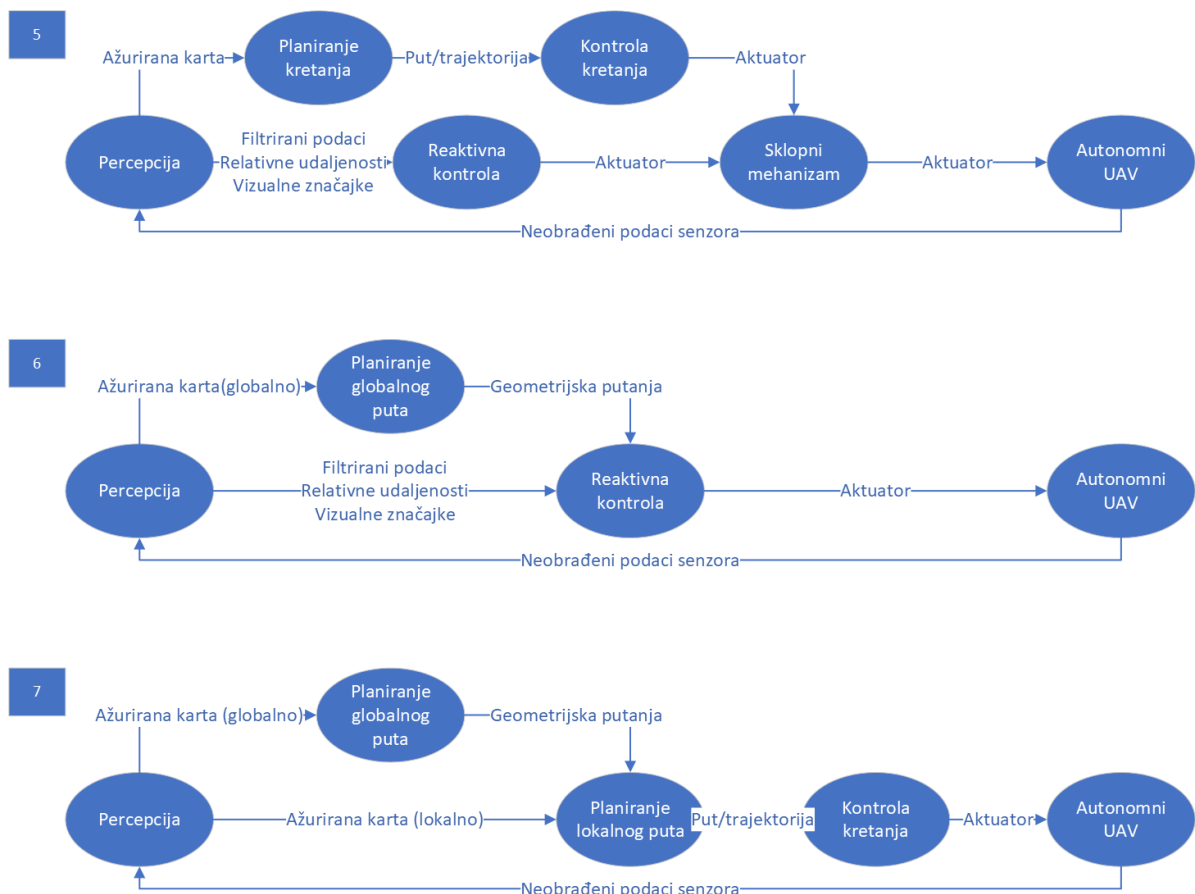 5
Planiranje
kretanja
Kontrola
kretanja
Ažurirana karta
Put/trajektorija
Aktuator
Percepcija
Filtrirani podaci
Relativne udaljenosti
Vizualne značajke
Reaktivna
kontrola
Aktuator
Sklopni
mehanizam
Aktuator
Autonomni
UAV
Neobrađeni podaci senzora
6
Ažurirana karta(globalno)
Planiranje
globalnog
puta
Geometrijska putanja
Percepcija
Filtrirani podaci
Relativne udaljenosti
Vizualne značajke
Reaktivna
kontrola
Aktuator
Autonomni
UAV
Neobrađeni podaci senzora
7
Ažurirana karta (globalno)
Planiranje
globalnog
puta
Geometrijska putanja
Percepcija
Ažurirana karta (lokalno)
Planiranje
lokalnog puta
Put/trajektorija
Kontrola
kretanja
Aktuator
Autonomni
UAV
Neobrađeni podaci senzora